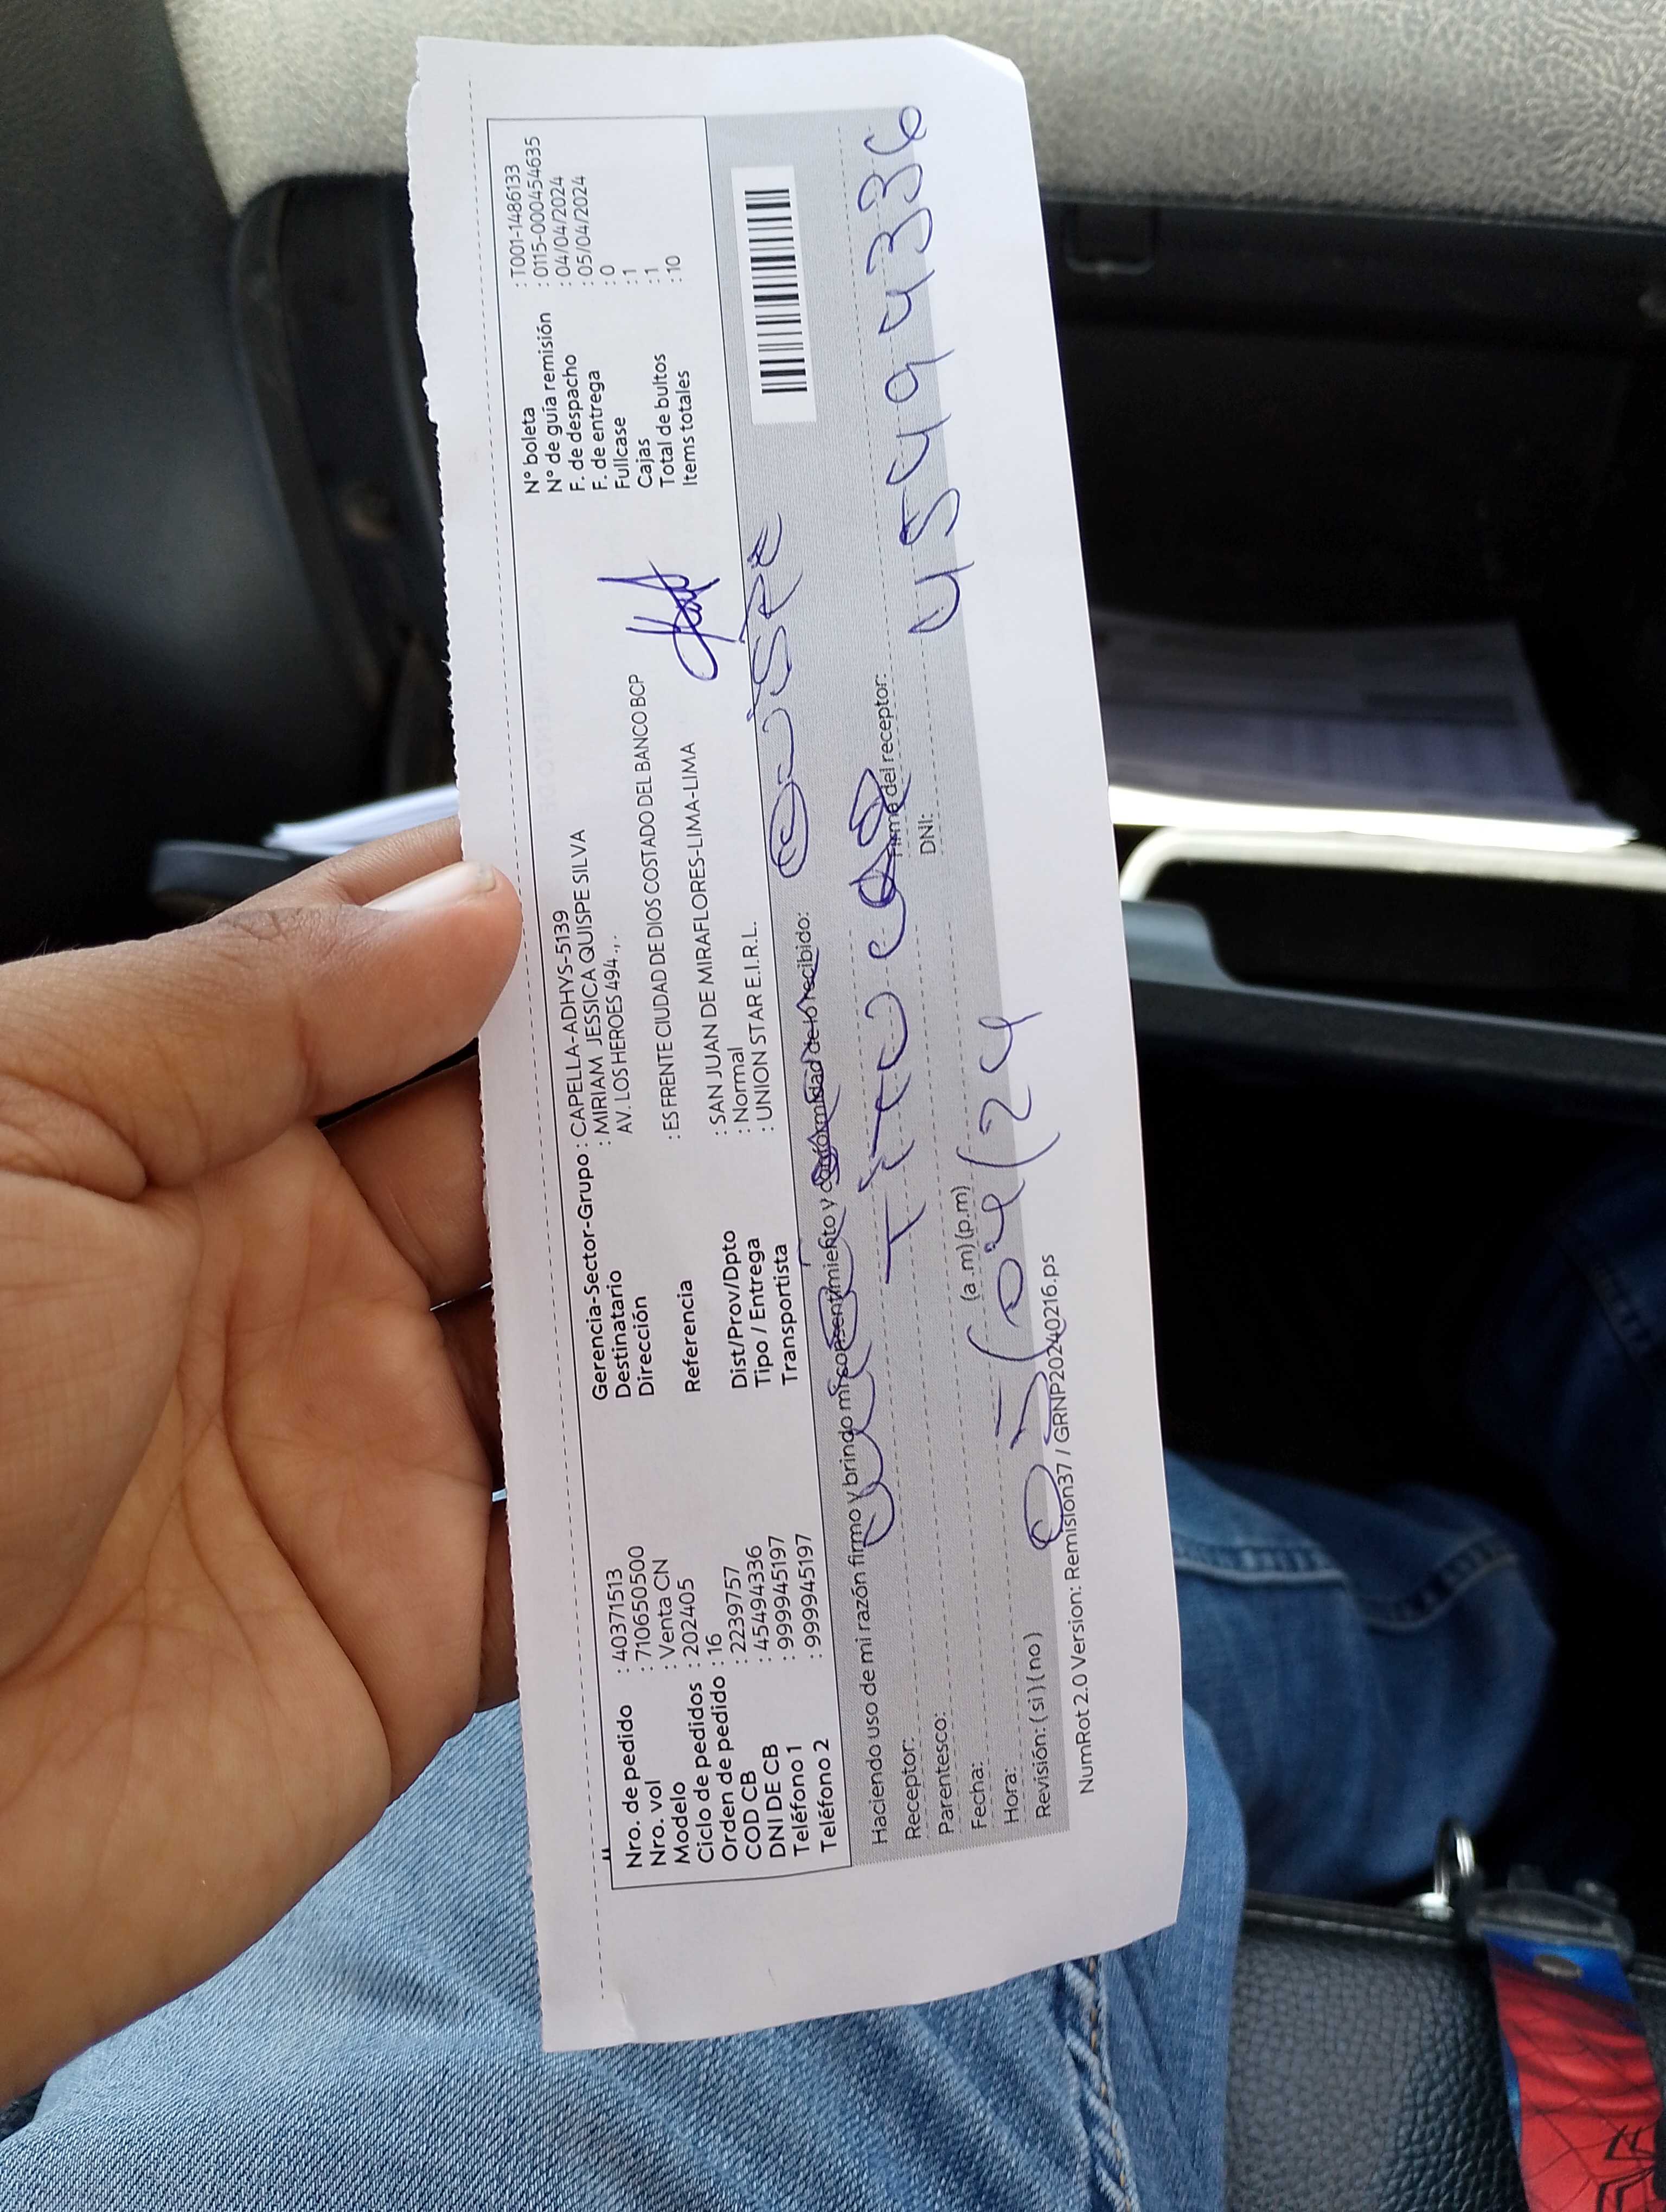 Nro. de pedido : 40371513
Nro. vol : 710650500
Modelo : Venta CN
Ciclo de pedidos : 202405
Orden de pedido : 16
COD CB : 2239757
DNI DE CB : 45494336
Teléfono 1 : 999945197
Teléfono 2 : 999945197
Gerencia-Sector-Grupo : CAPELLA-ADHYS-5139
Destinatario : MIRIAM JESSICA QUISPE SILVA
Dirección AV. LOS HEROES 494 .,. 
Referencia : ES FRENTE CIUDAD DE DIOS COSTADO DEL BANCO BCP
Dist/Prov/Dpto : SAN JUAN DE MIRAFLORES-LIMA-LIMA
Tipo / Entrega : Normal
Transportista : UNION STAR E.I.R.L.
N° boleta : T001-1486133
N° de guía remisión : 0115-0000454635
F. de despacho : 04/04/2024
F. de entrega : 05/04/2024
Fullcase : 0
Cajas : 1
Total de bultos : 1
Items totales : 10
Haciendo uso de mi razón firmo y brindo mi consentimiento y conformidad de lo recibido:
Quispe
Receptor:
Titular
Parentesco:
Firma del receptor:
Fecha:
(a .m) (p.m)
DNI:
45494336
Hora:
05/04/24
Revisión: ( si ) ( no )
NumRot 2.0 Version: Remision37 / GRNP20240216.ps